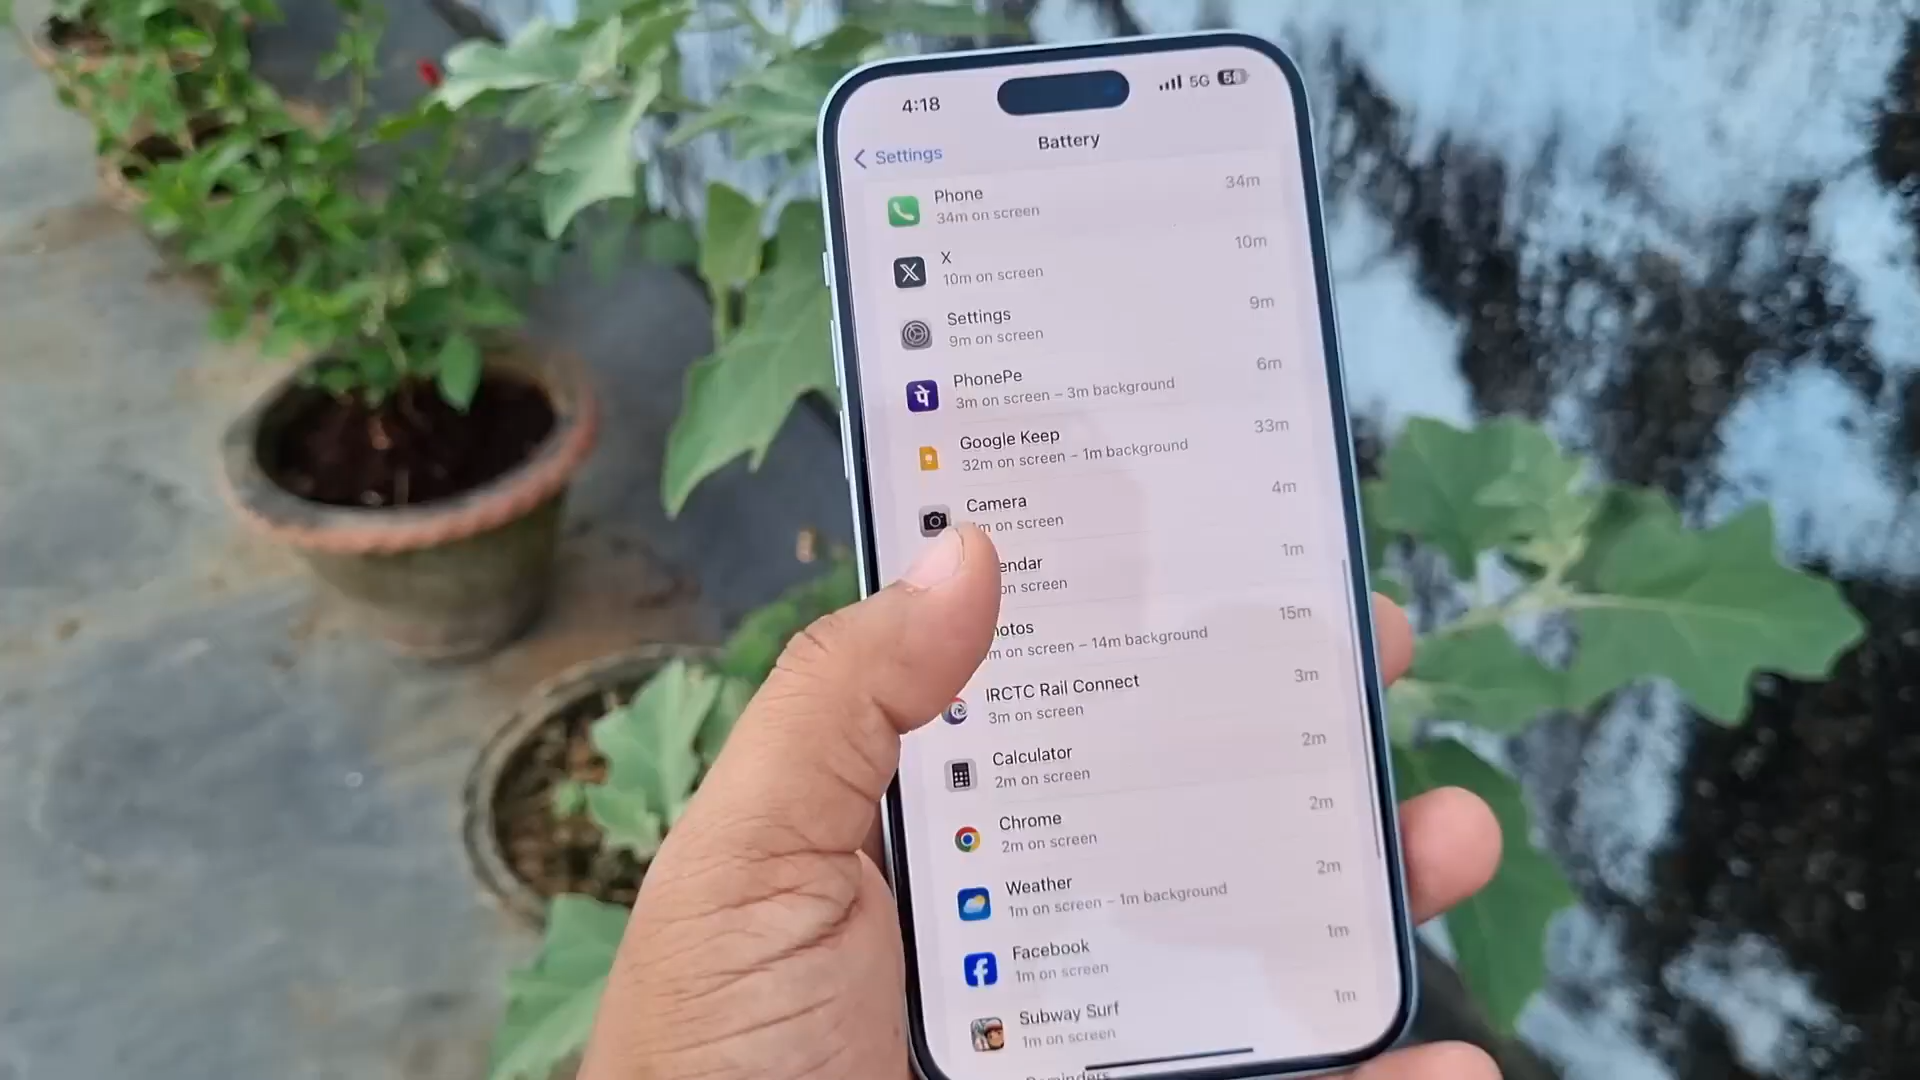 4:18
5G
Settings
Battery
Phone
34m on screen
34m
X
10m on screen
10m
Settings
9m on screen
9m
PhonePe
3m on screen – 3m background
6m
Google Keep
32m on screen – 1m background
33m
Camera
m on screen
4m
endar
on screen
1m
otos
m on screen – 14m background
15m
IRCTC Rail Connect
3m on screen
3m
Calculator
2m on screen
2m
Chrome
2m on screen
2m
Weather
1m on screen – 1m background
2m
Facebook
1m on screen
1m
Subway Surf
1m on screen
1m
Reminders